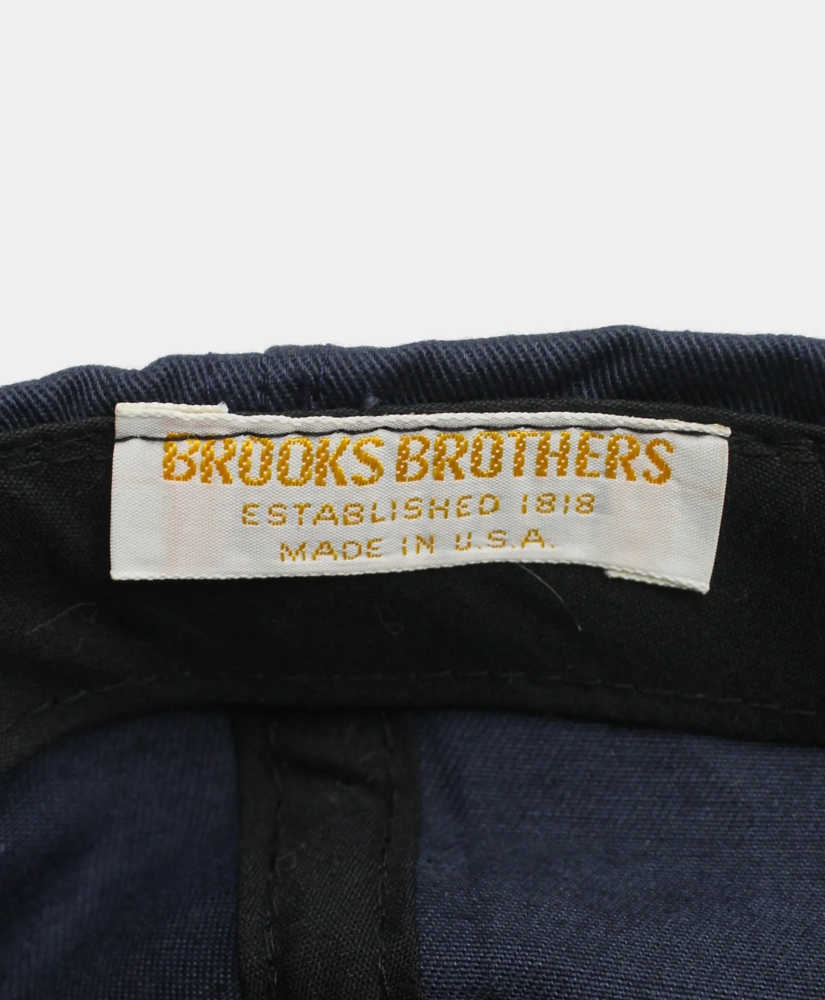 BROOKS BROTHERS
ESTABLISHED 1818
MADE IN U.S.A.